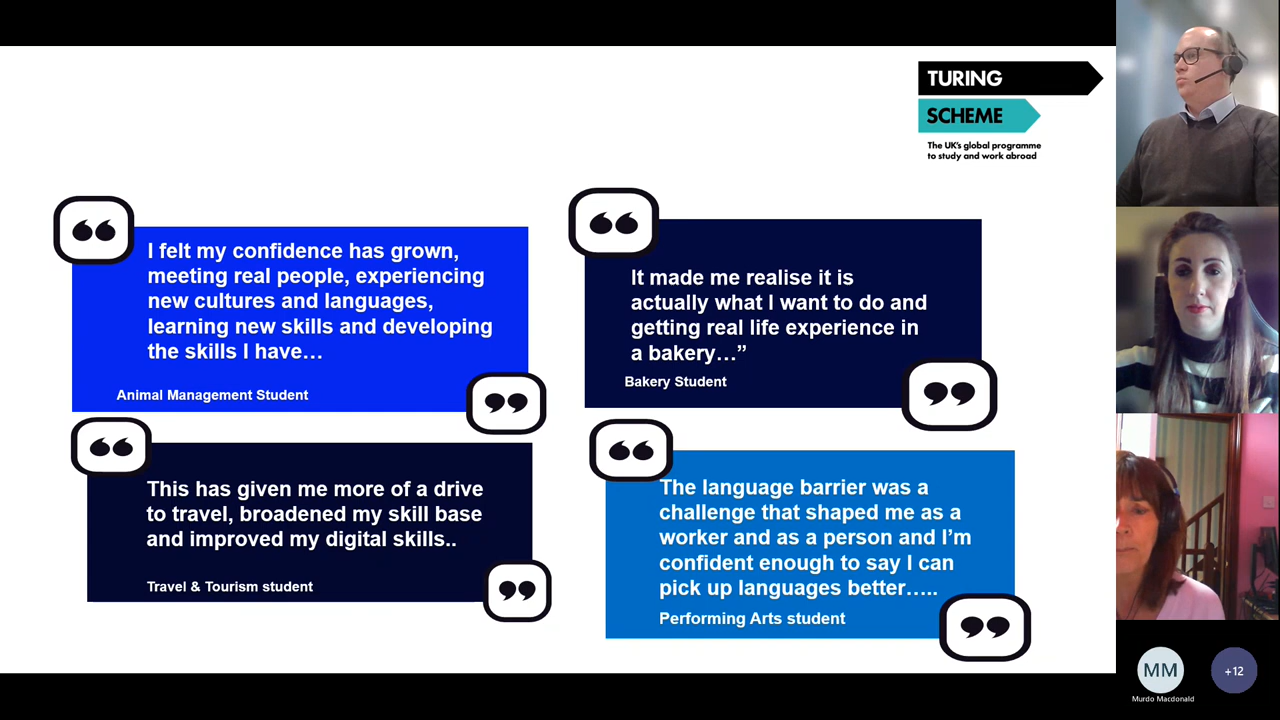 TURING
SCHEME
The UK's global programme
to study and work abroad
I felt my confidence has grown,
meeting real people, experiencing
new cultures and languages,
learning new skills and developing
the skills I have…
Animal Management Student
It made me realise it is
actually what I want to do and
getting real life experience in
a bakery…”
Bakery Student
This has given me more of a drive
to travel, broadened my skill base
and improved my digital skills..
Travel & Tourism student
The language barrier was a
challenge that shaped me as a
worker and as a person and I’m
confident enough to say I can
pick up languages better…..
Performing Arts student
MM
Murdo Macdonald
+12